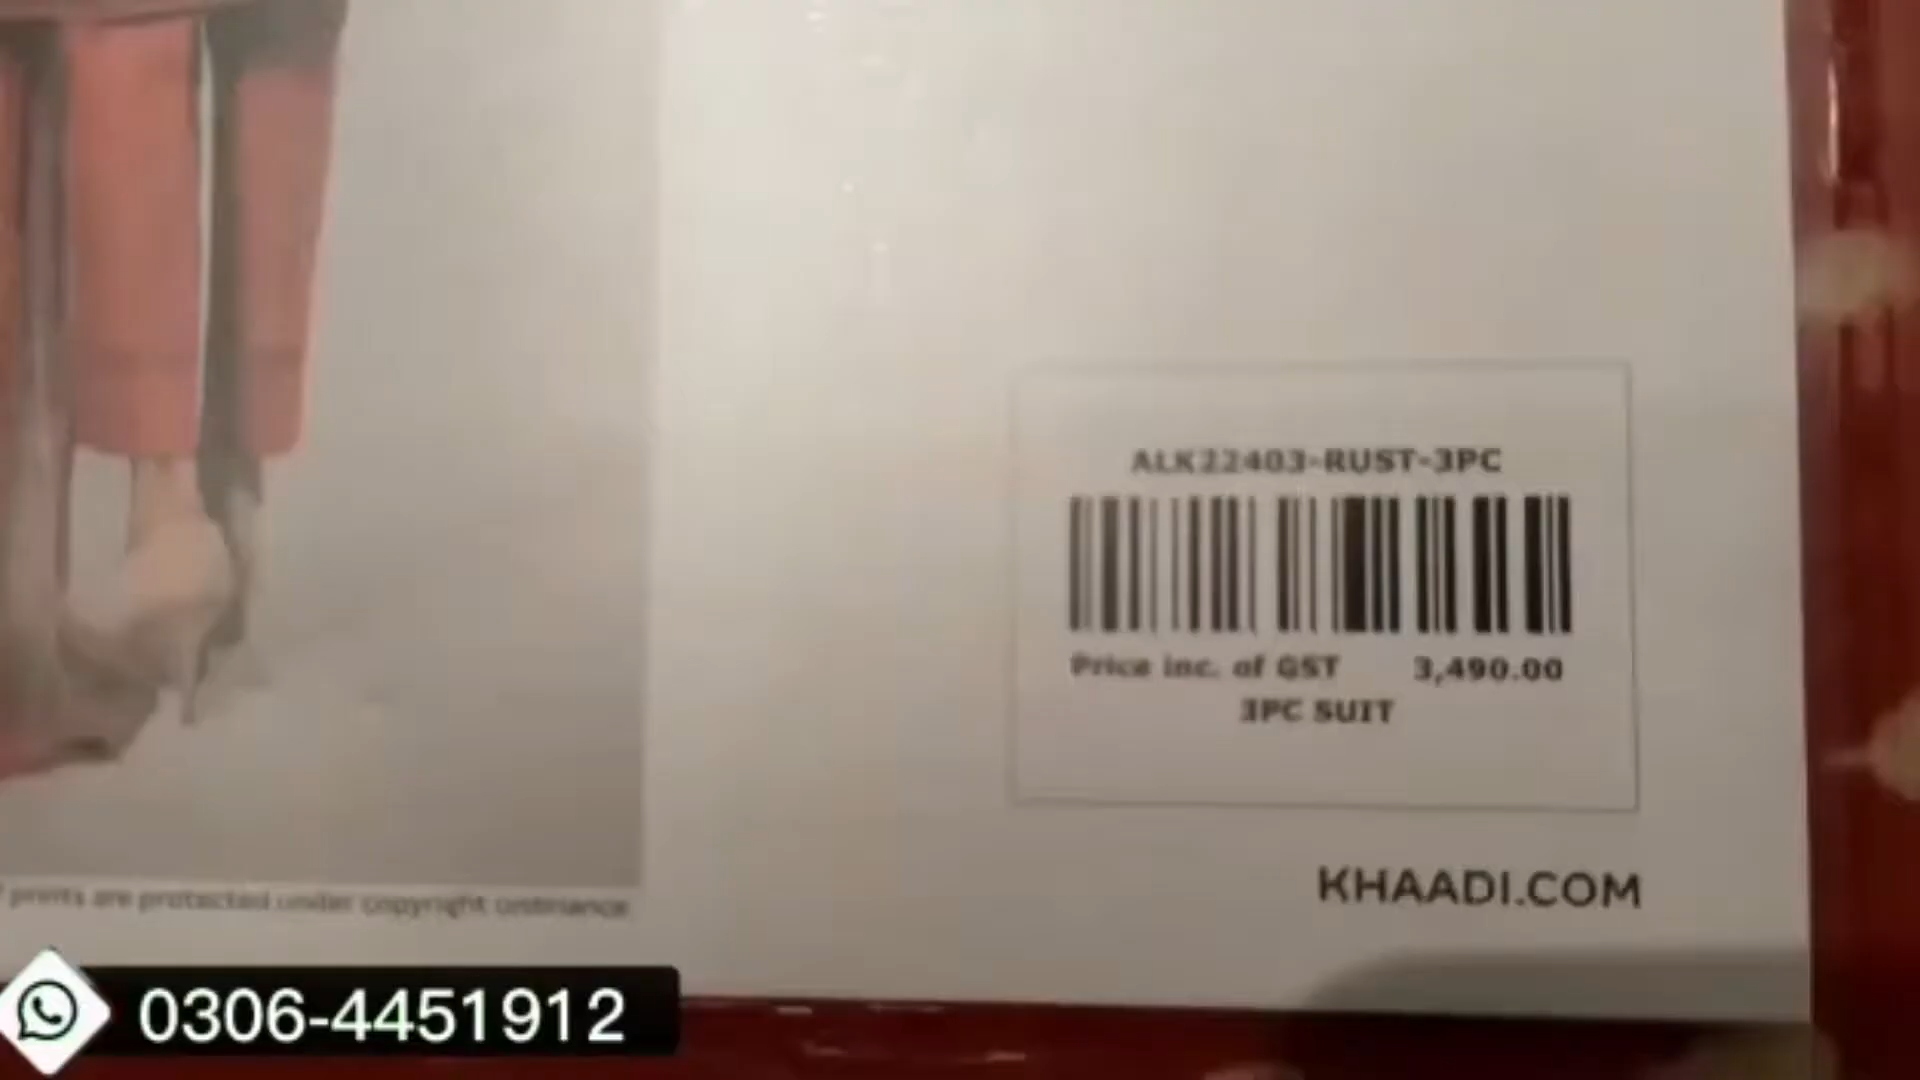 ALK22403-RUST-3PC
Price inc. of GST 3,490.00
3PC SUIT
KHAADI.COM
prints are protected under copyright ordinance
0306-4451912